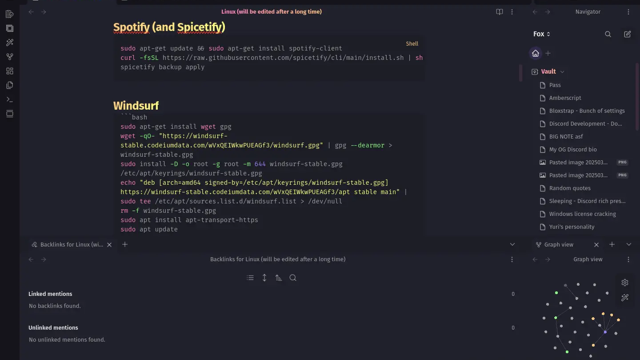 Linux (will be edited after a long time)
Spotify (and Spicetify)
Shell
sudo apt-get update && sudo apt-get install spotify-client
curl -fsSL https://raw.githubusercontent.com/spicetify/cli/main/install.sh | sh
spicetify backup apply
Windsurf
``` bash
sudo apt-get install wget gpg
wget -qO- "https://windsurf-
stable.codeiumdata.com/wVxQEIWkwPUEAGf3/windsurf.gpg" | gpg --dearmor >
windsurf-stable.gpg
sudo install -D -o root -g root -m 644 windsurf-stable.gpg
/etc/apt/keyrings/windsurf-stable.gpg
echo "deb [arch=amd64 signed-by=/etc/apt/keyrings/windsurf-stable.gpg]
https://windsurf-stable.codeiumdata.com/wVxQEIWkwPUEAGf3/apt stable main" |
sudo tee /etc/apt/sources.list.d/windsurf.list > /dev/null
rm -f windsurf-stable.gpg
sudo apt install apt-transport-https
sudo apt update
Navigator
Fox
Vault
Pass
Amberscript
Bloxstrap - Bunch of settings
Discord Development - Do
BIG NOTE asf
My OG Discord bio
Pasted image 202503 PNG
Pasted image 202503 PNG
Random quotes
Sleeping - Discord rich pres
Windows license cracking
Yuri's personality
Backlinks for Linux (wi...
Backlinks for Linux (will be edited after a long time)
Linked mentions 0
No backlinks found.
Unlinked mentions 0
No unlinked mentions found.
Graph view
Graph view